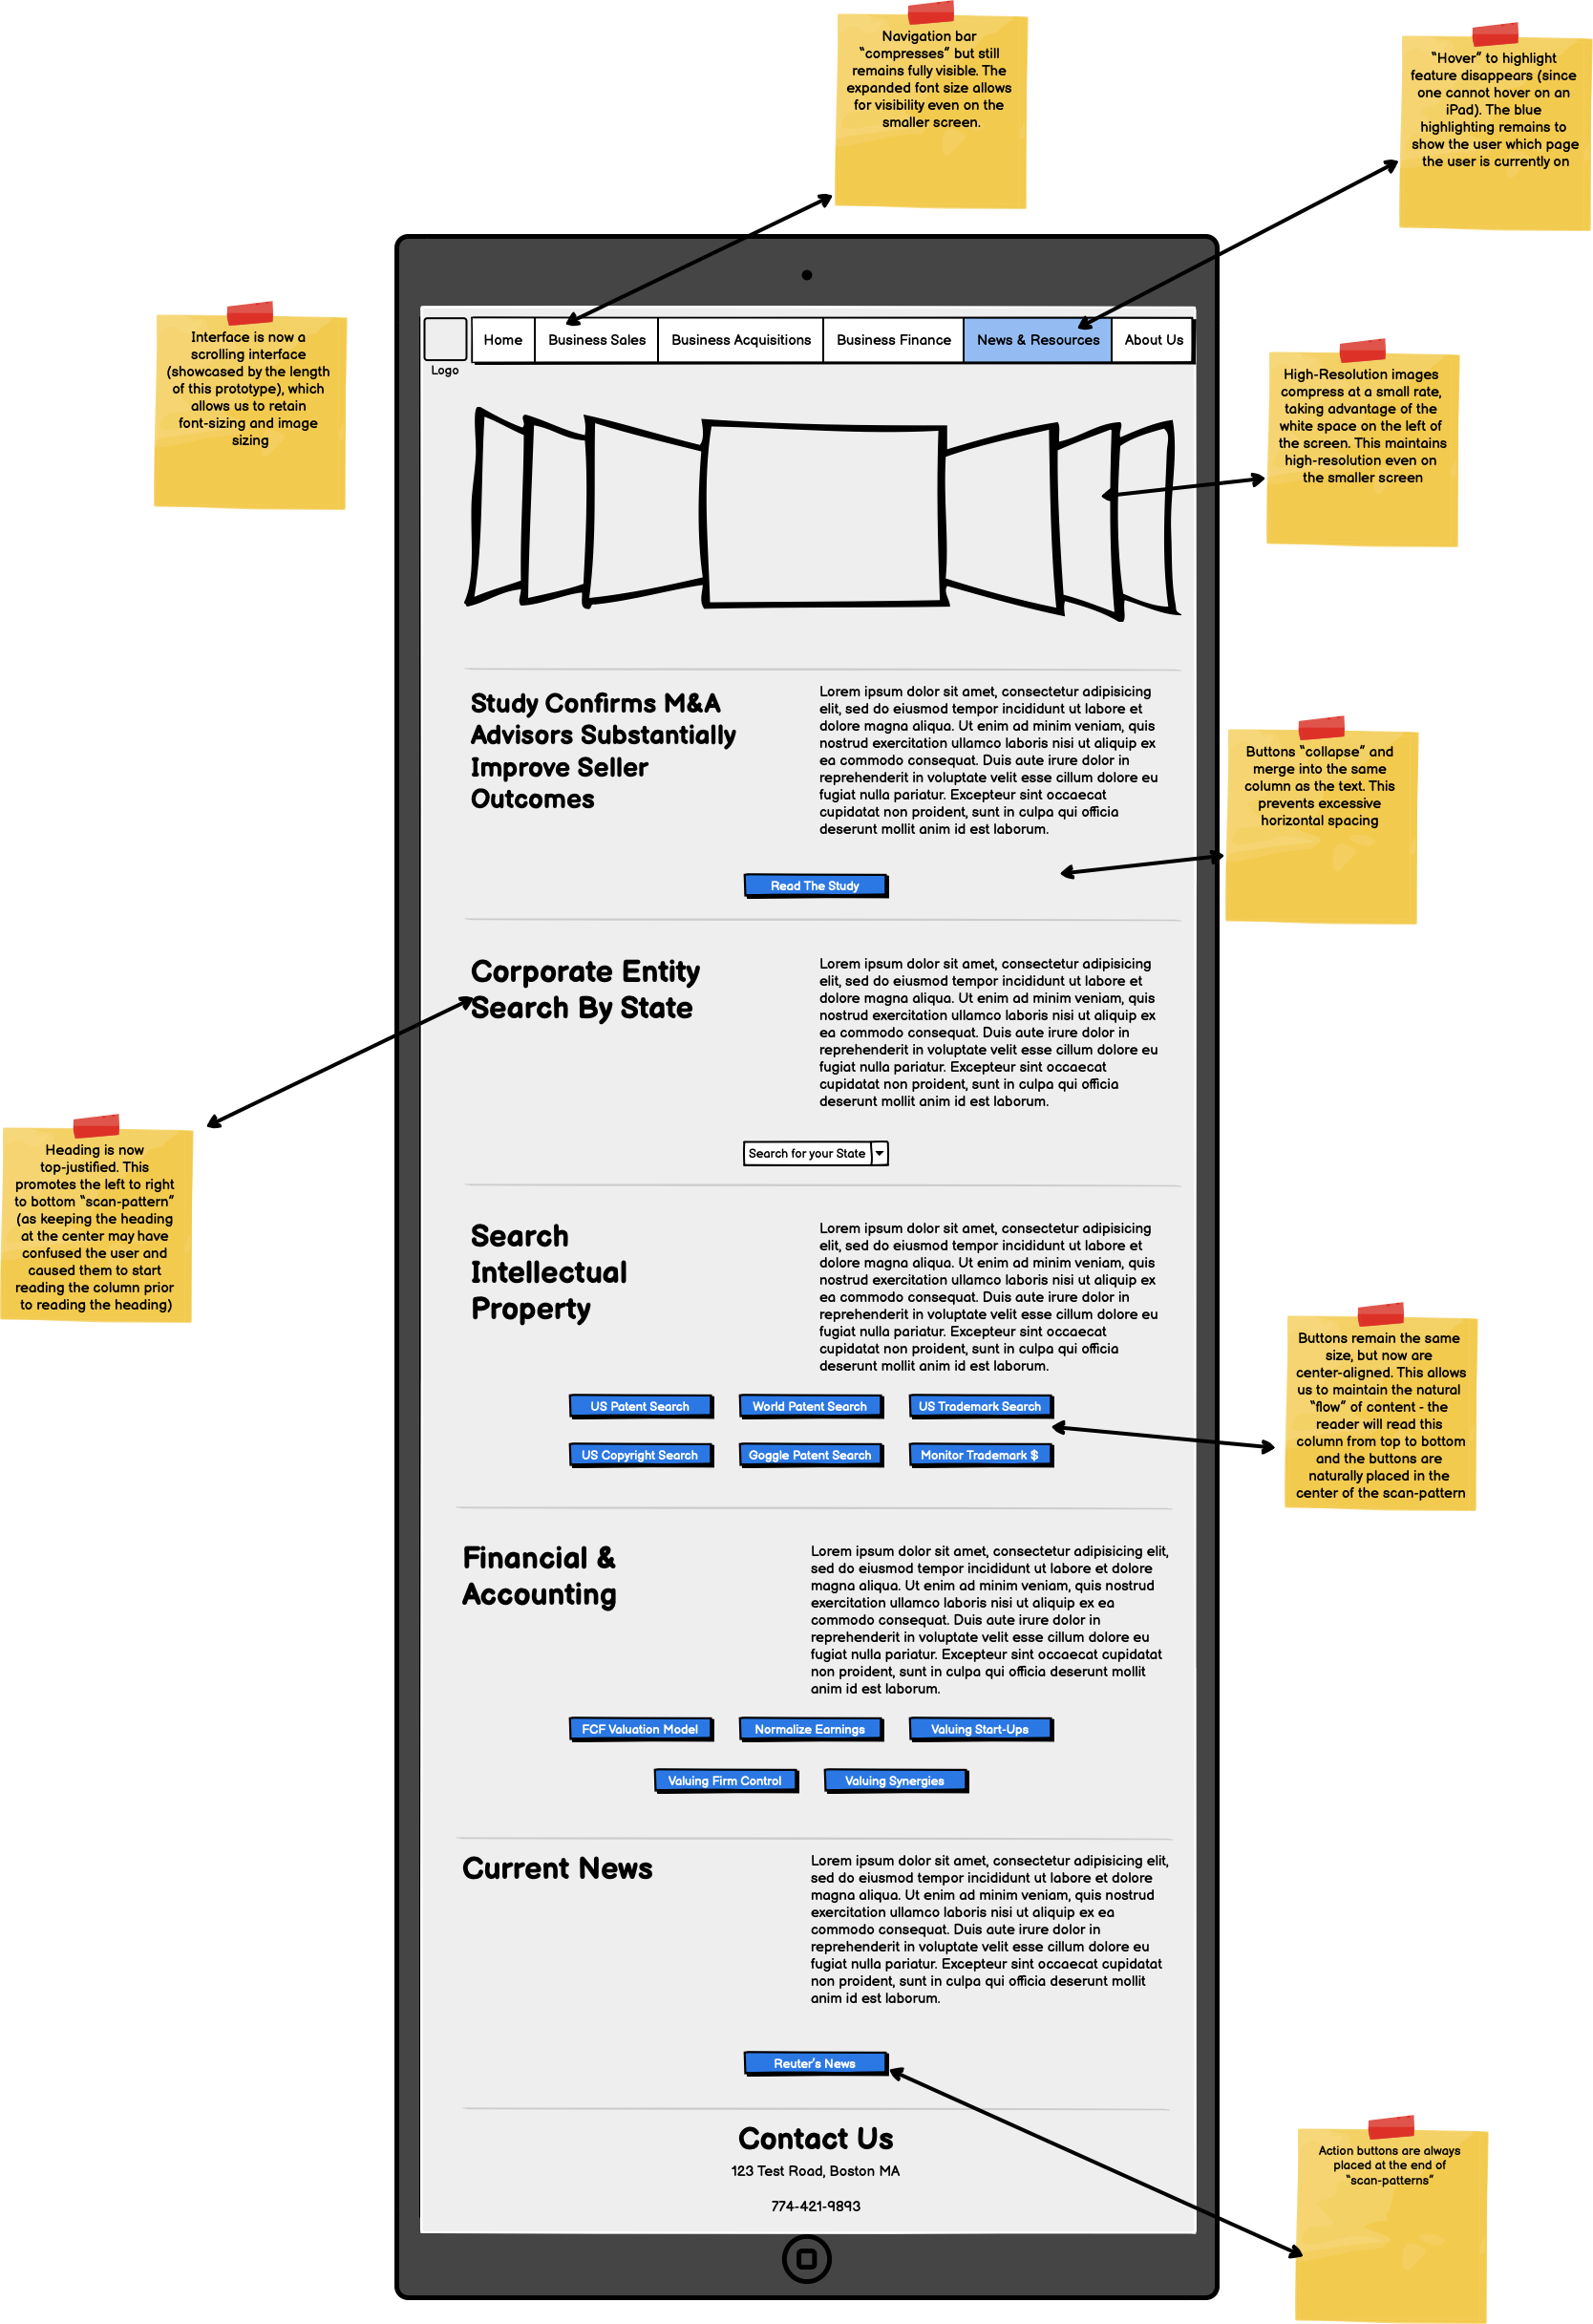 Navigation bar
“compresses” but still
remains fully visible. The
expanded font size allows
for visibility even on the
smaller screen.
“Hover” to highlight
feature disappears (since
one cannot hover on an
iPad). The blue
highlighting remains to
show the user which page
the user is currently on
Interface is now a
scrolling interface
(showcased by the length
of this prototype), which
allows us to retain
font-sizing and image
sizing
Logo
Home
Business Sales
Business Acquisitions
Business Finance
News & Resources
About Us
High-Resolution images
compress at a small rate,
taking advantage of the
white space on the left of
the screen. This maintains
high-resolution even on
the smaller screen
Study Confirms M&A
Advisors Substantially
Improve Seller
Outcomes
Lorem ipsum dolor sit amet, consectetur adipisicing
elit, sed do eiusmod tempor incididunt ut labore et
dolore magna aliqua. Ut enim ad minim veniam, quis
nostrud exercitation ullamco laboris nisi ut aliquip ex
ea commodo consequat. Duis aute irure dolor in
reprehenderit in voluptate velit esse cillum dolore eu
fugiat nulla pariatur. Excepteur sint occaecat
cupidatat non proident, sunt in culpa qui officia
deserunt mollit anim id est laborum.
Read The Study
Buttons “collapse” and
merge into the same
column as the text. This
prevents excessive
horizontal spacing
Corporate Entity
Search By State
Lorem ipsum dolor sit amet, consectetur adipisicing
elit, sed do eiusmod tempor incididunt ut labore et
dolore magna aliqua. Ut enim ad minim veniam, quis
nostrud exercitation ullamco laboris nisi ut aliquip ex
ea commodo consequat. Duis aute irure dolor in
reprehenderit in voluptate velit esse cillum dolore eu
fugiat nulla pariatur. Excepteur sint occaecat
cupidatat non proident, sunt in culpa qui officia
deserunt mollit anim id est laborum.
Search for your State
Heading is now
top-justified. This
promotes the left to right
to bottom “scan-pattern”
(as keeping the heading
at the center may have
confused the user and
caused them to start
reading the column prior
to reading the heading)
Search
Intellectual
Property
Lorem ipsum dolor sit amet, consectetur adipisicing
elit, sed do eiusmod tempor incididunt ut labore et
dolore magna aliqua. Ut enim ad minim veniam, quis
nostrud exercitation ullamco laboris nisi ut aliquip ex
ea commodo consequat. Duis aute irure dolor in
reprehenderit in voluptate velit esse cillum dolore eu
fugiat nulla pariatur. Excepteur sint occaecat
cupidatat non proident, sunt in culpa qui officia
deserunt mollit anim id est laborum.
US Patent Search
World Patent Search
US Trademark Search
US Copyright Search
Goggle Patent Search
Monitor Trademark $
Buttons remain the same
size, but now are
center-aligned. This allows
us to maintain the natural
“flow” of content - the
reader will read this
column from top to bottom
and the buttons are
naturally placed in the
center of the scan-pattern
Financial &
Accounting
Lorem ipsum dolor sit amet, consectetur adipisicing elit,
sed do eiusmod tempor incididunt ut labore et dolore
magna aliqua. Ut enim ad minim veniam, quis nostrud
exercitation ullamco laboris nisi ut aliquip ex ea
commodo consequat. Duis aute irure dolor in
reprehenderit in voluptate velit esse cillum dolore eu
fugiat nulla pariatur. Excepteur sint occaecat cupidatat
non proident, sunt in culpa qui officia deserunt mollit
anim id est laborum.
FCF Valuation Model
Normalize Earnings
Valuing Start-Ups
Valuing Firm Control
Valuing Synergies
Current News
Lorem ipsum dolor sit amet, consectetur adipisicing elit,
sed do eiusmod tempor incididunt ut labore et dolore
magna aliqua. Ut enim ad minim veniam, quis nostrud
exercitation ullamco laboris nisi ut aliquip ex ea
commodo consequat. Duis aute irure dolor in
reprehenderit in voluptate velit esse cillum dolore eu
fugiat nulla pariatur. Excepteur sint occaecat cupidatat
non proident, sunt in culpa qui officia deserunt mollit
anim id est laborum.
Reuter's News
Contact Us
123 Test Road, Boston MA
774-421-9893
Action buttons are always
placed at the end of
“scan-patterns”